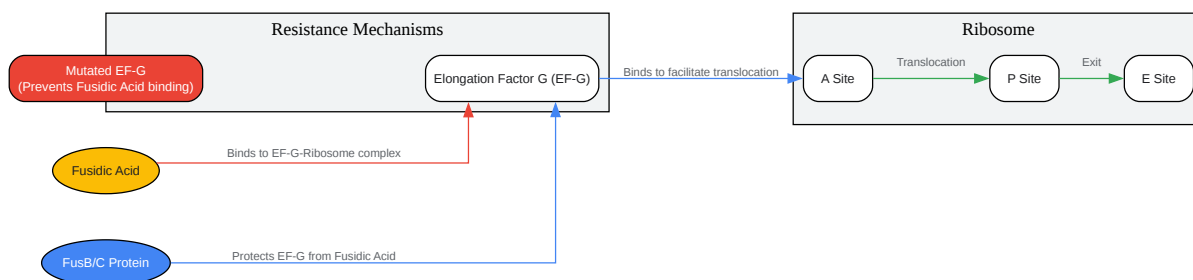 Resistance Mechanisms
Ribosome
Mutated EF-G
(Prevents Fusidic Acid binding)
Elongation Factor G (EF-G)
Binds to facilitate translocation
A Site
Translocation
P Site
Exit
E Site
Fusidic Acid
Binds to EF-G-Ribosome complex
FusB/C Protein
Protects EF-G from Fusidic Acid